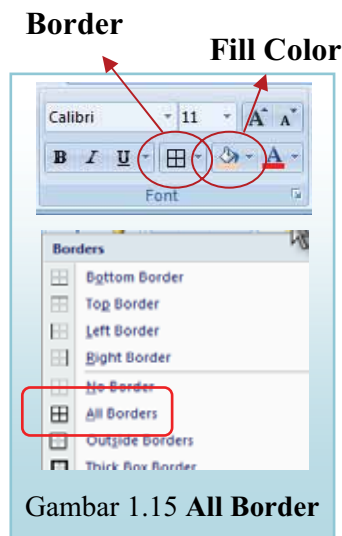 Border
Fill Color
Calibri 11 A A
B I U A
Font
Borders
Bottom Border
Top Border
Left Border
Right Border
No Border
All Borders
Outside Borders
Thick Box Border
Gambar 1.15 All Border